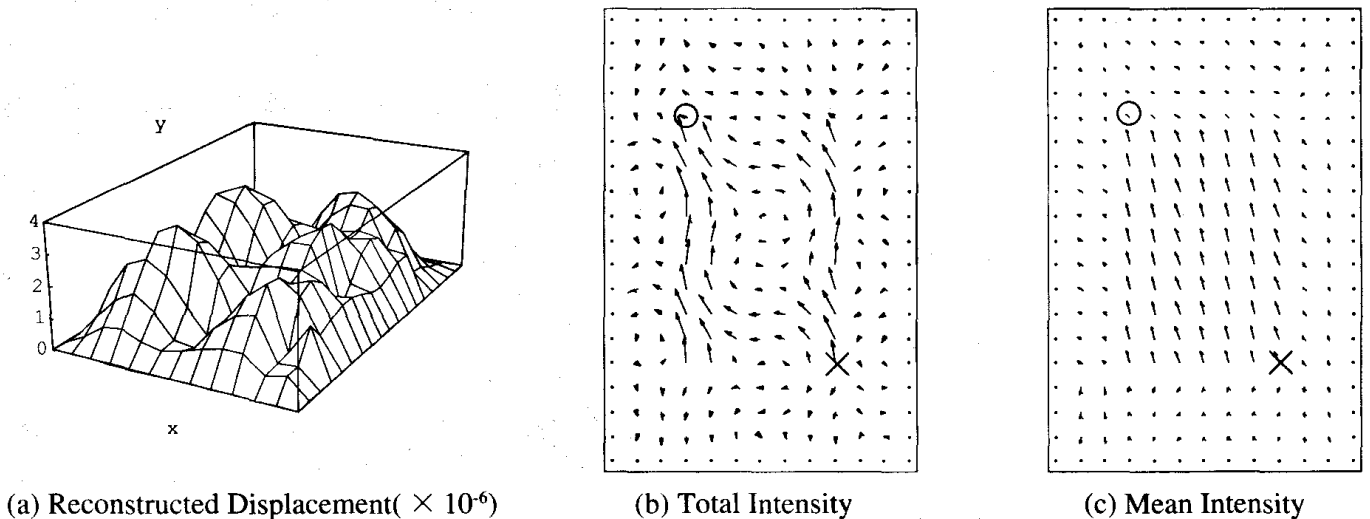 y
4
3
2
1
0
x
(a) Reconstructed Displacement( × 10-6)
(b) Total Intensity
(c) Mean Intensity